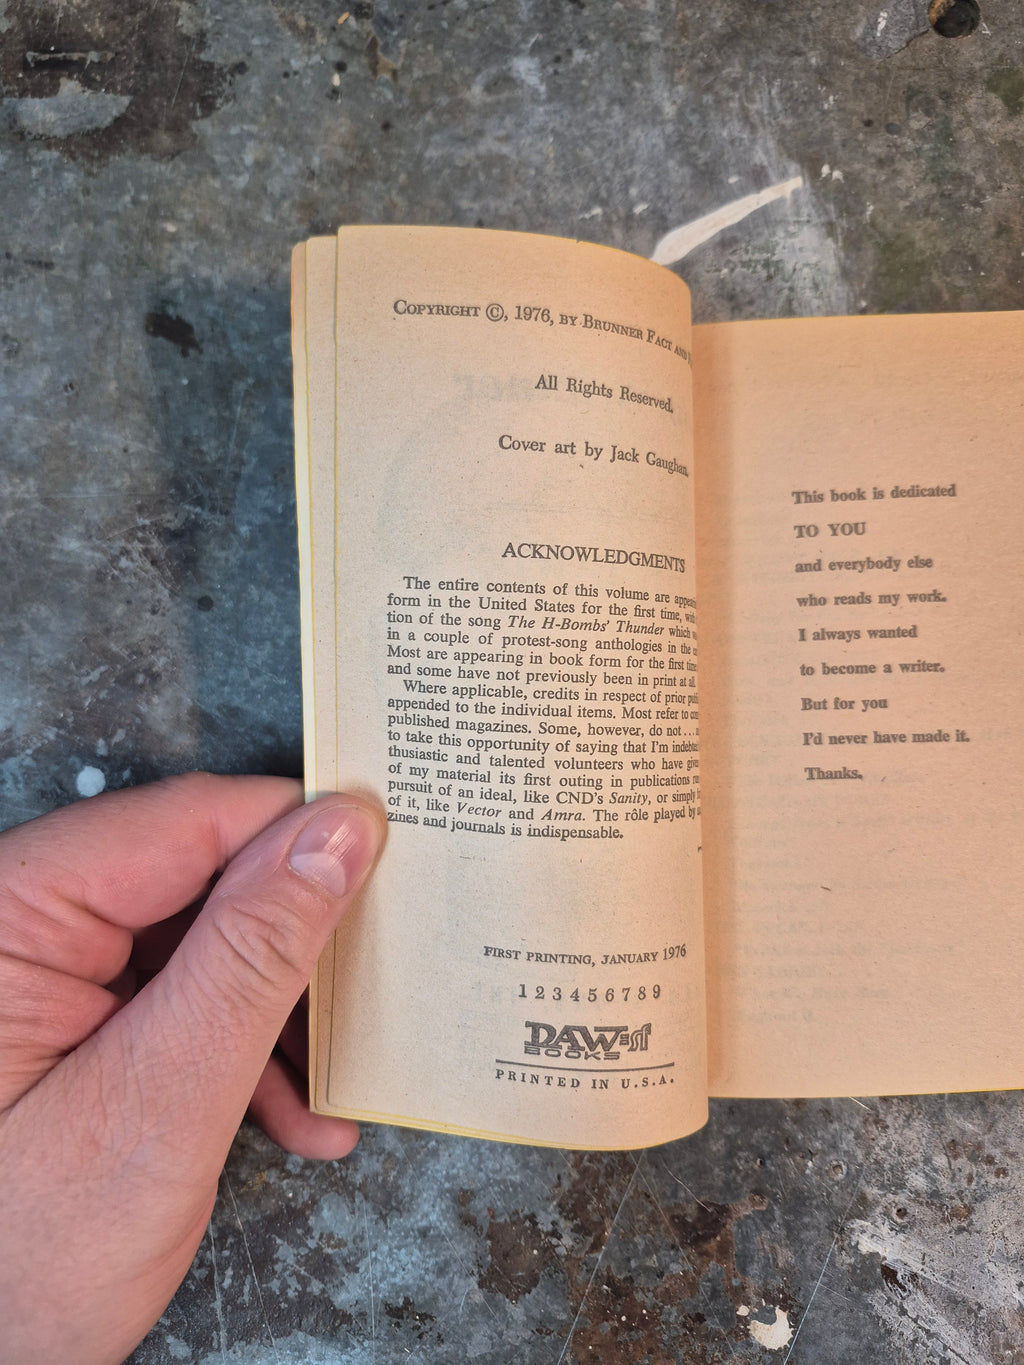 COPYRIGHT ©, 1976, BY BRUNNER FACT AND
All Rights Reserved.
Cover art by Jack Gaughan.
ACKNOWLEDGMENTS
The entire contents of this volume are
form in the United States for the first time,
tion of the song The H-Bombs' Thunder which
in a couple of protest-song anthologies in the
Most are appearing in book form for the first
and some have not previously been in print at all.
Where applicable, credits in respect of prior
appended to the individual items. Most refer to
published magazines. Some, however, do not...
to take this opportunity of saying that I'm
thusiastic and talented volunteers who have
of my material its first outing in publications
pursuit of an ideal, like CND's Sanity, or simply
of it, like Vector and Amra. The rôle played by
zines and journals is indispensable.
FIRST PRINTING, JANUARY 1976
1 2 3 4 5 6 7 8 9
DAW sf
BOOKS
PRINTED IN U.S.A.
This book is dedicated
TO YOU
and everybody else
who reads my work.
I always wanted
to become a writer.
But for you
I'd never have made it.
Thanks.